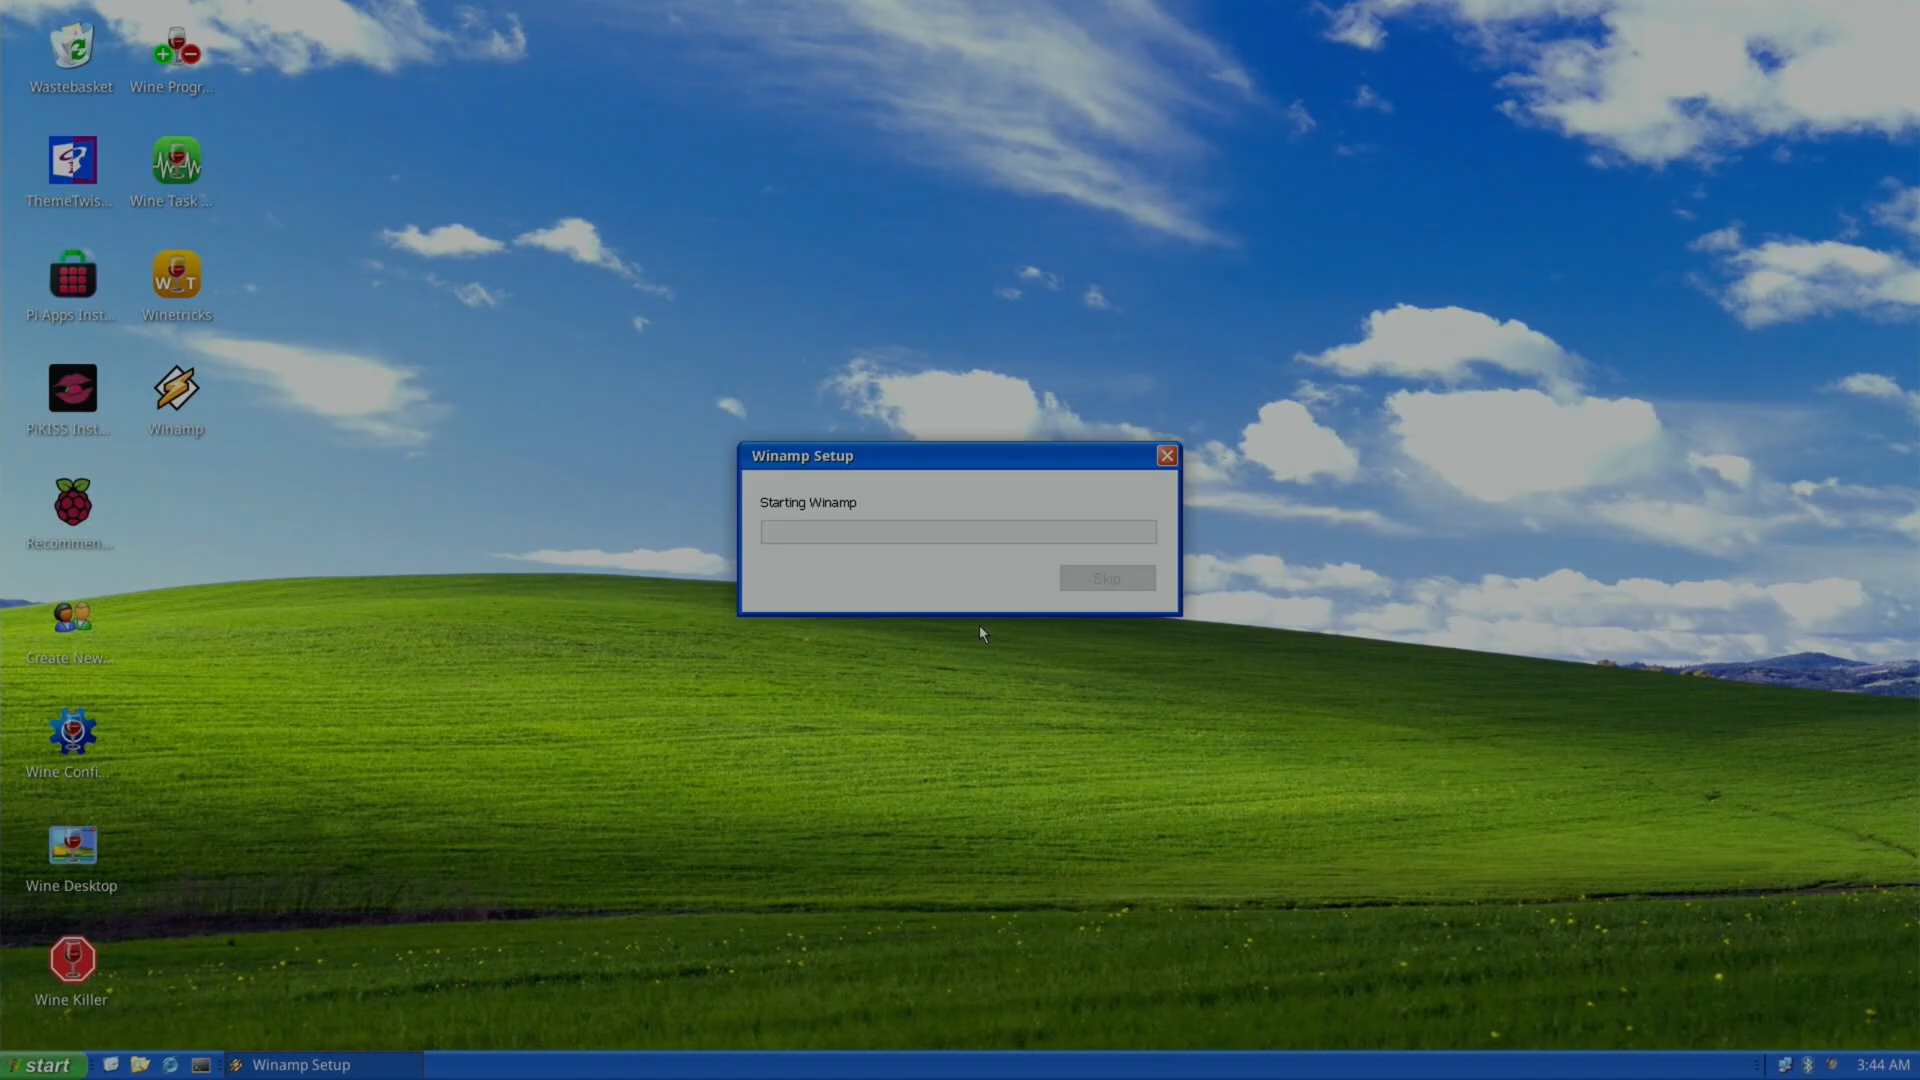 Wastebasket
Wine Progr...
ThemeTwis...
Wine Task ...
Pi-Apps Inst...
W T
Winetricks
PiKISS Inst...
Winamp
Recommen...
Create New...
Wine Confi...
Wine Desktop
Wine Killer
Winamp Setup
Starting Winamp
Skip
start
Winamp Setup
3:44 AM